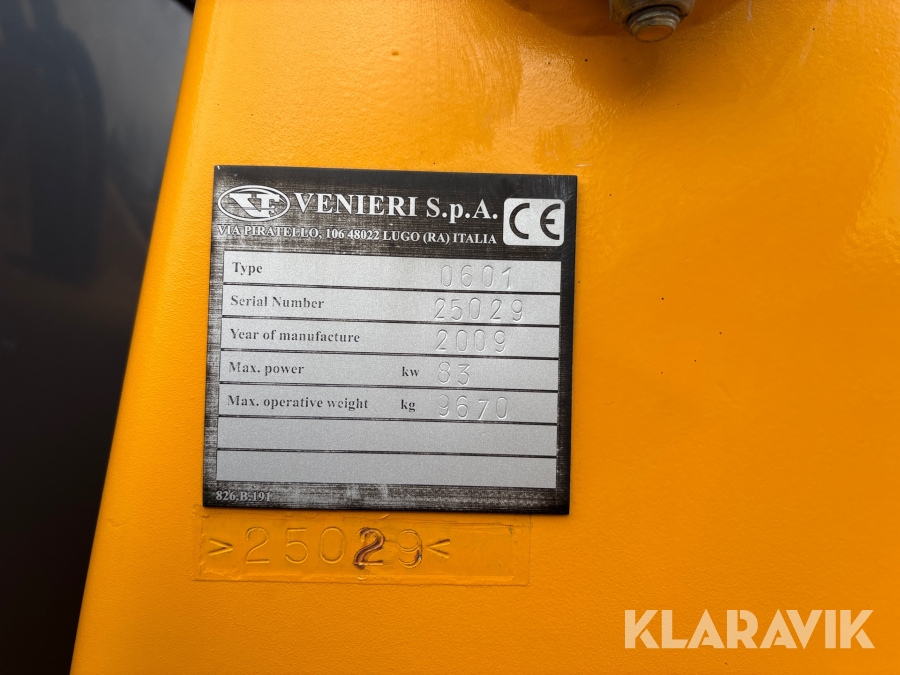 VF VENIERI S.p.A. CE
VIA PIRATELLO, 106 48022 LUGO (RA) ITALIA
Type 0601
Serial Number 25029
Year of manufacture 2009
Max. power kw 83
Max. operative weight kg 9670
826.B.191
>25029<
KLARAVIK